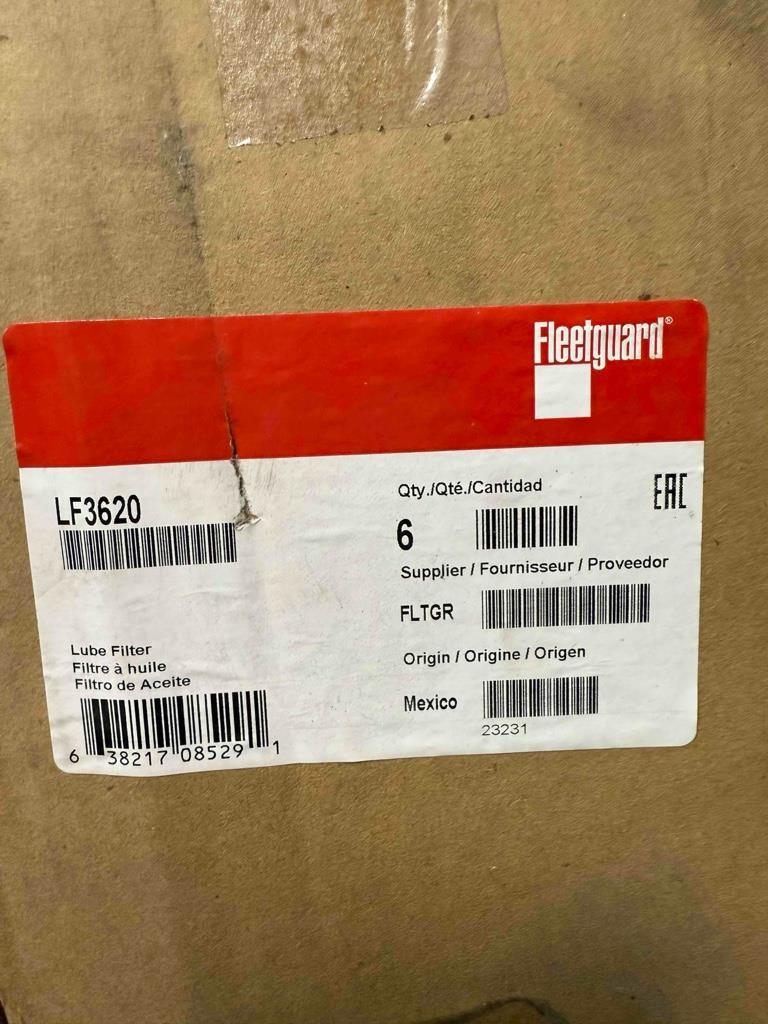 Fleetguard®
LF3620
Lube Filter
Filtre à huile
Filtro de Aceite
6 38217 08529 1
Qty./Qté./Cantidad
6
EAC
Supplier / Fournisseur / Proveedor
FLTGR
Origin / Origine / Origen
Mexico
23231